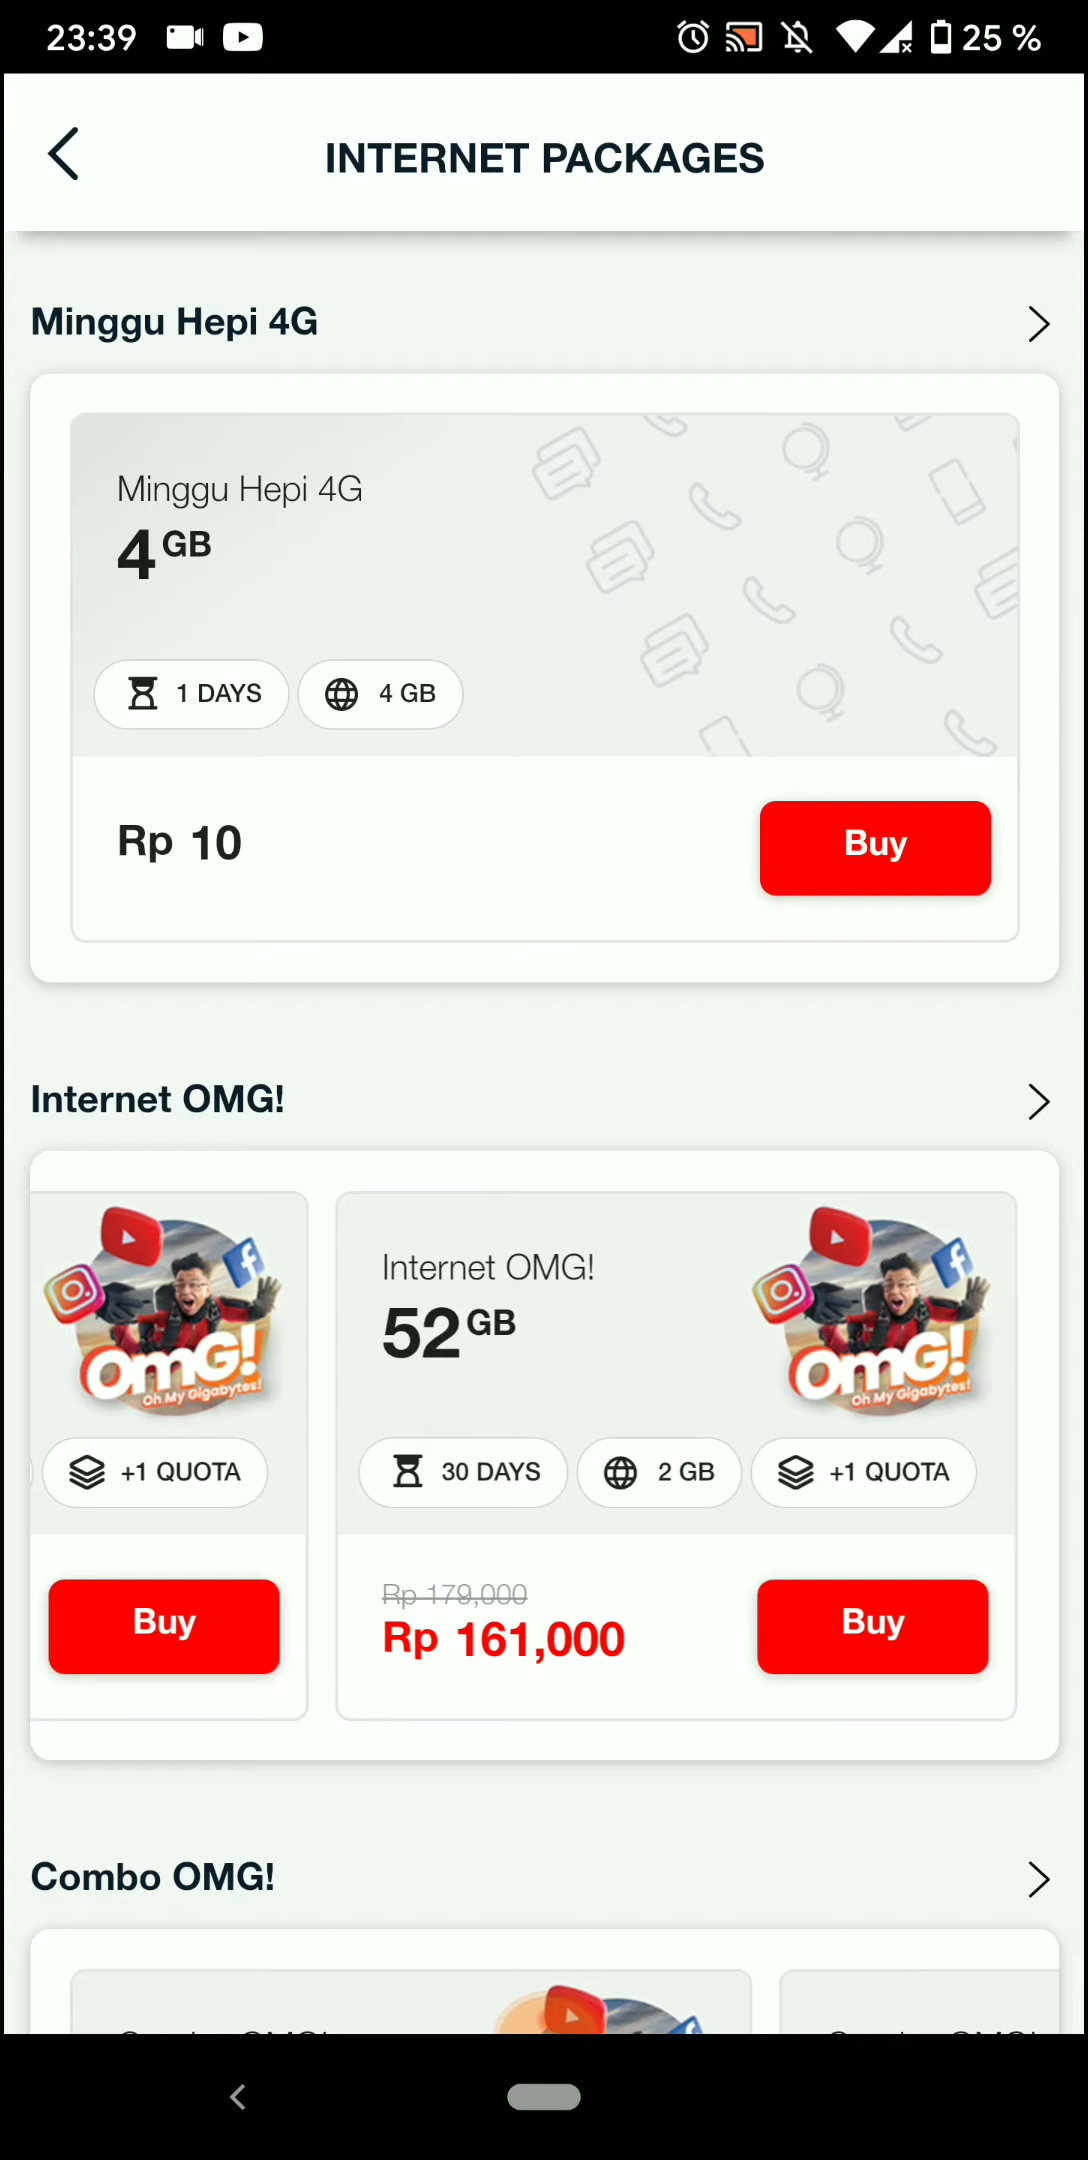 23:39
25 %
INTERNET PACKAGES
Minggu Hepi 4G
Minggu Hepi 4G
4 GB
1 DAYS
4 GB
Rp 10
Buy
Internet OMG!
OMG!
Oh My Gigabytes!
+1 QUOTA
Buy
Internet OMG!
52 GB
OMG!
Oh My Gigabytes!
30 DAYS
2 GB
+1 QUOTA
Rp 179,000
Rp 161,000
Buy
Combo OMG!